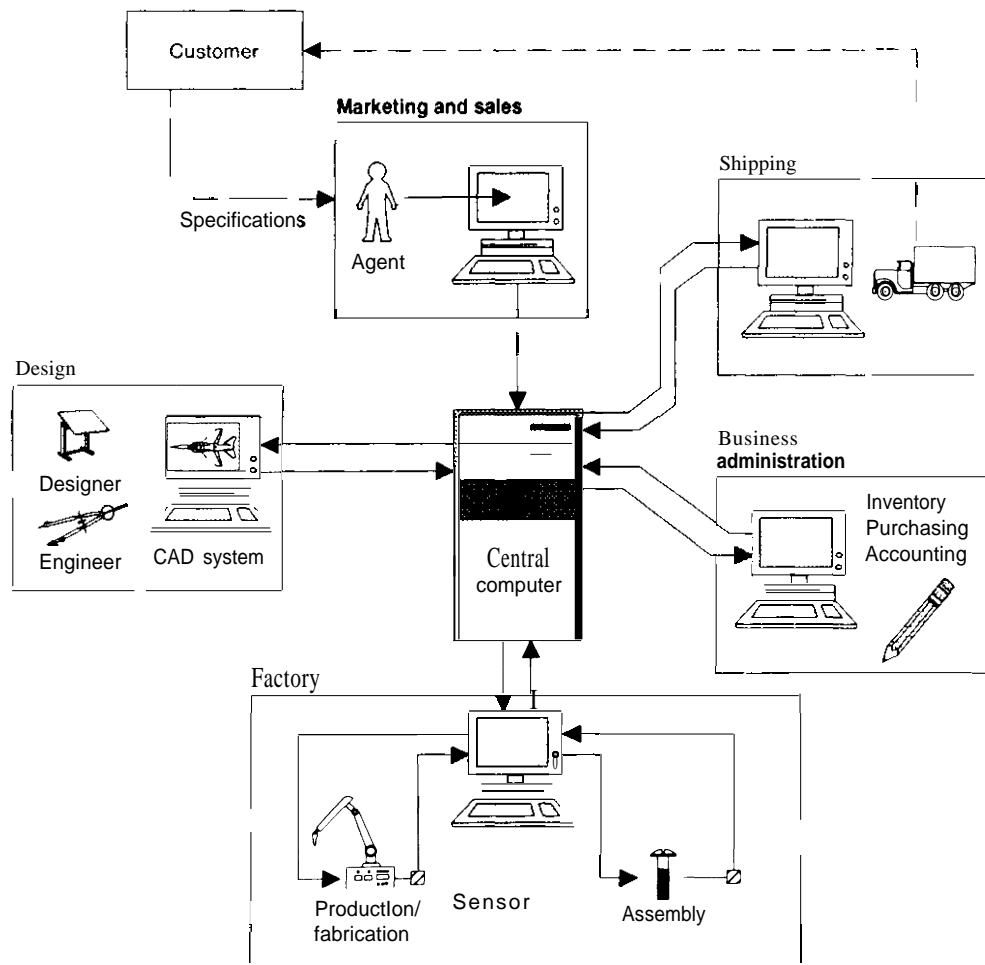 Customer
Marketing and sales
Specifications
Agent
Shipping
Design
Designer
Engineer
CAD system
Central
computer
Business
administration
Inventory
Purchasing
Accounting
Factory
Production/
fabrication
Sensor
Assembly